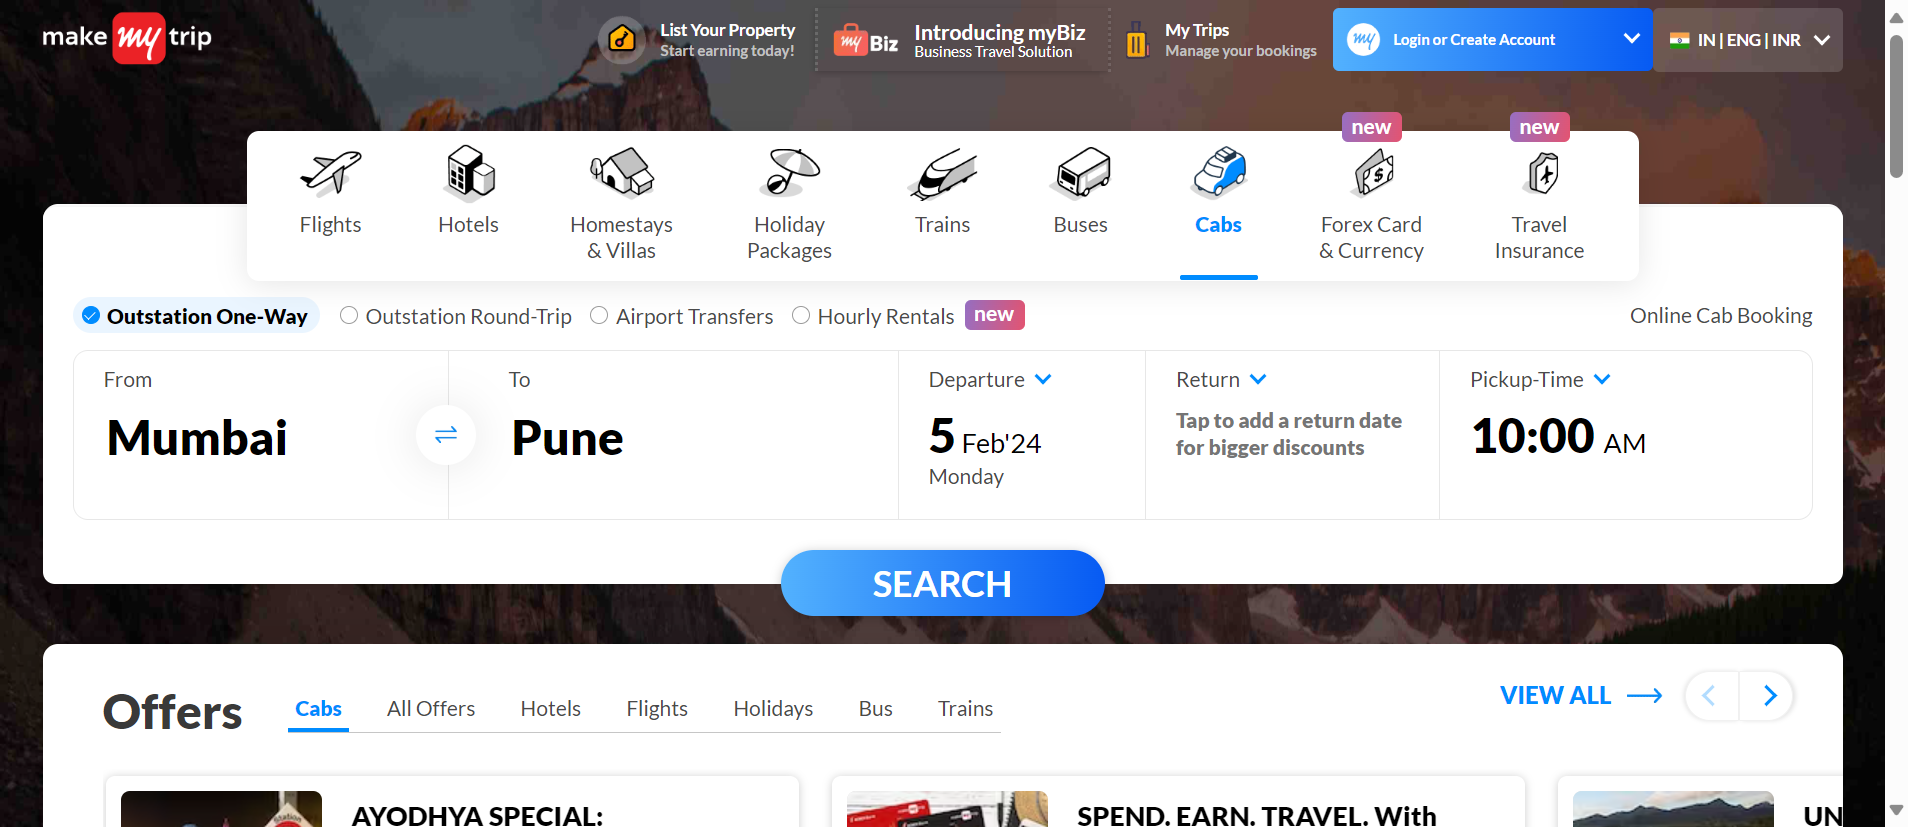 make my trip
List Your Property
Start earning today!
my Biz
Introducing myBiz
Business Travel Solution
My Trips
Manage your bookings
my Login or Create Account
IN | ENG | INR
new
new
Flights
Hotels
Homestays
& Villas
Holiday
Packages
Trains
Buses
Cabs
Forex Card
& Currency
Travel
Insurance
Outstation One-Way
Outstation Round-Trip
Airport Transfers
Hourly Rentals
new
Online Cab Booking
From
Mumbai
To
Pune
Departure
5 Feb'24
Monday
Return
Tap to add a return date
for bigger discounts
Pickup-Time
10:00 AM
SEARCH
Offers
Cabs
All Offers
Hotels
Flights
Holidays
Bus
Trains
VIEW ALL
AYODHYA SPECIAL:
SPEND. EARN. TRAVEL. With
UN